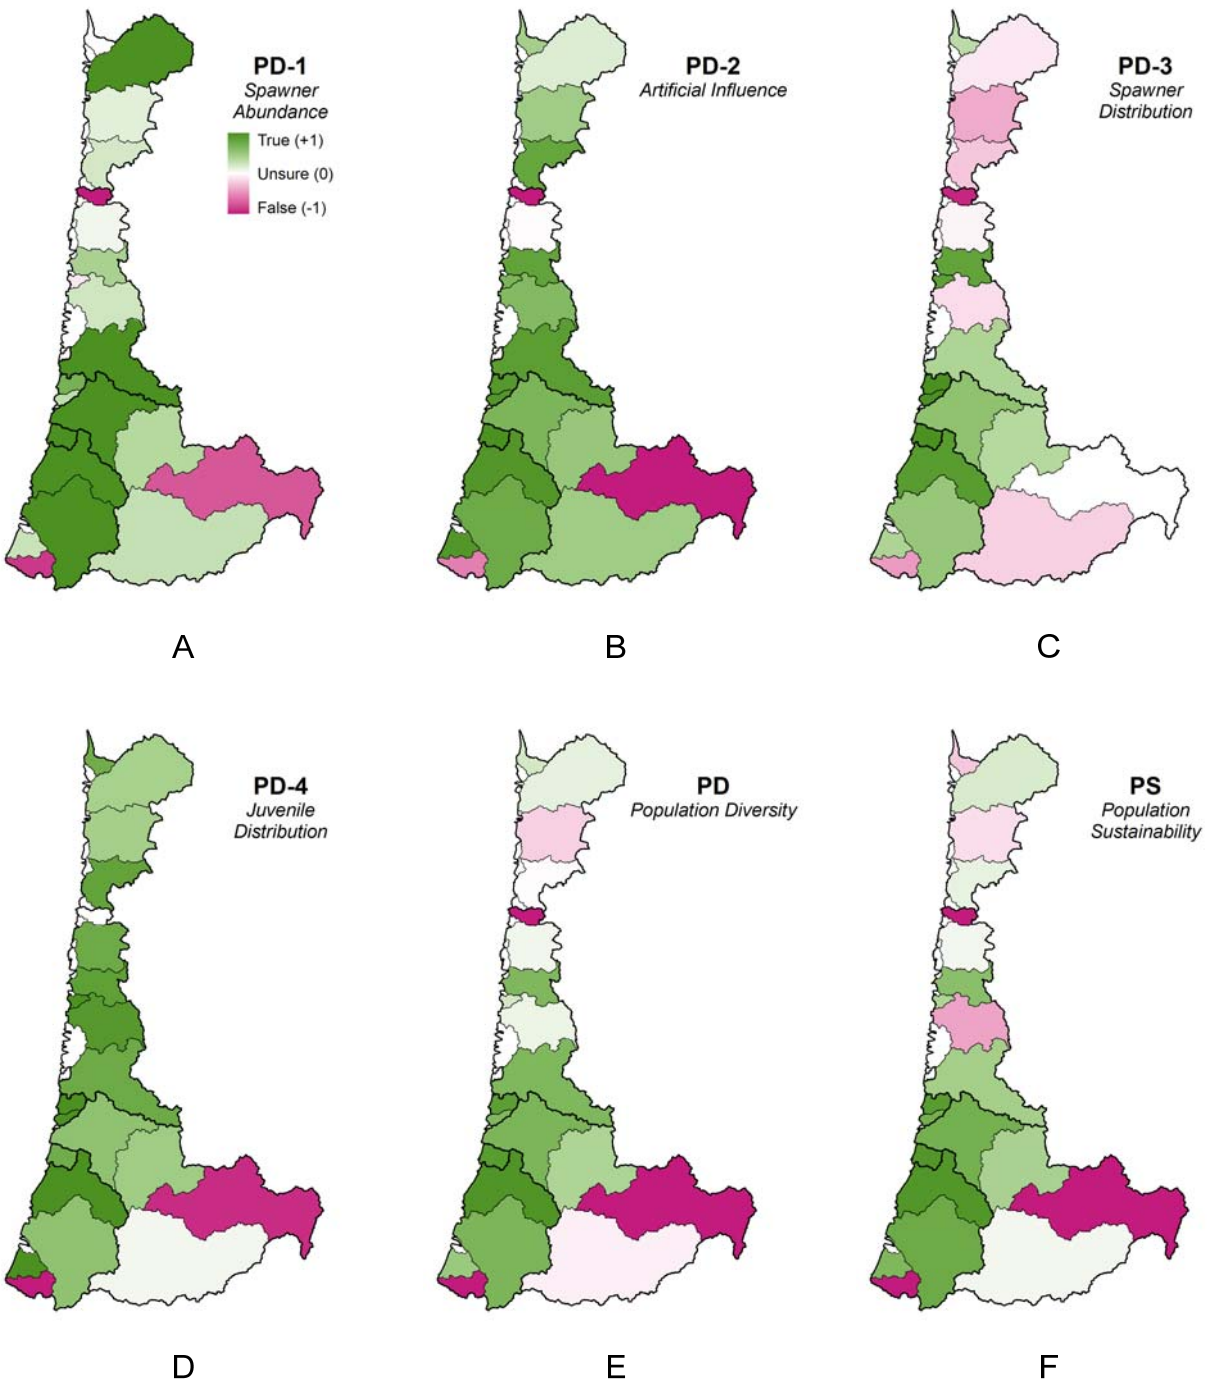 PD-1
Spawner
Abundance
True (+1)
Unsure (0)
False (-1)
PD-2
Artificial Influence
PD-3
Spawner
Distribution
A
B
C
PD-4
Juvenile
Distribution
PD
Population Diversity
PS
Population
Sustainability
D
E
F